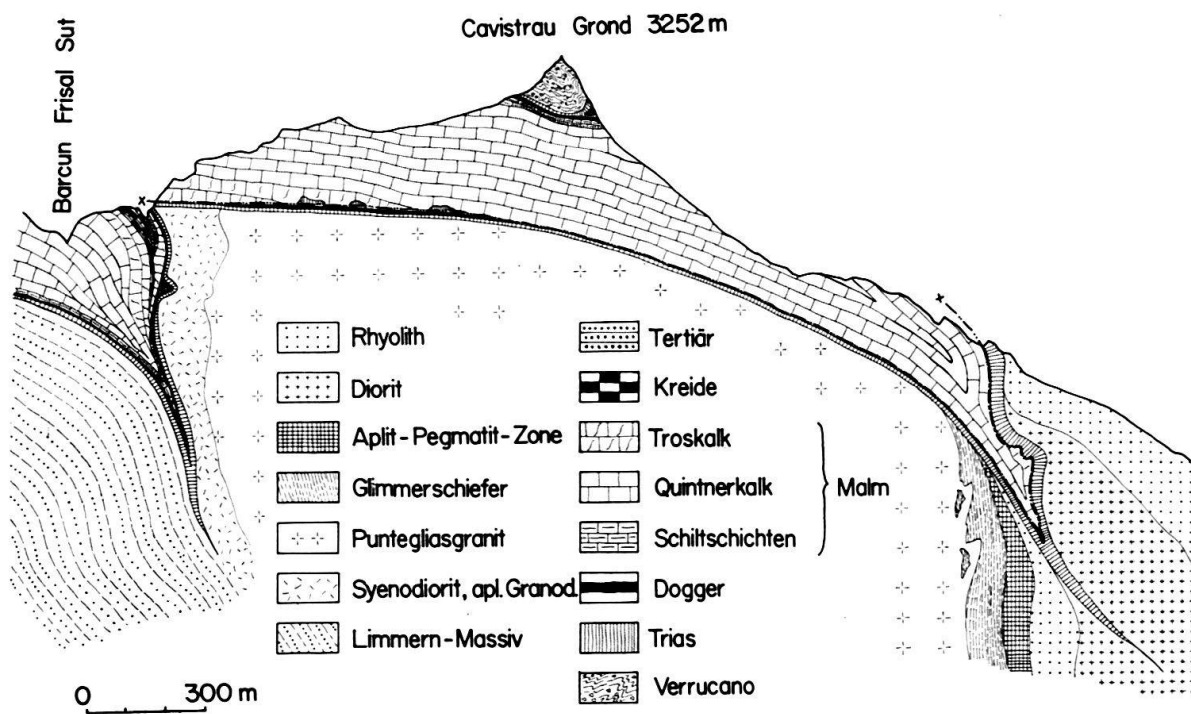 Cavistrau Grond 3252m
Barcun Frisal Sut
x
x
Rhyolith
Diorit
Aplit-Pegmatit-Zone
Glimmerschiefer
Puntegliasgranit
Syenodiorit, apl. Granod.
Limmern-Massiv
Tertiär
Kreide
Troskalk
Quintnerkalk
Schiltschichten
Malm
Dogger
Trias
Verrucano
0 300 m